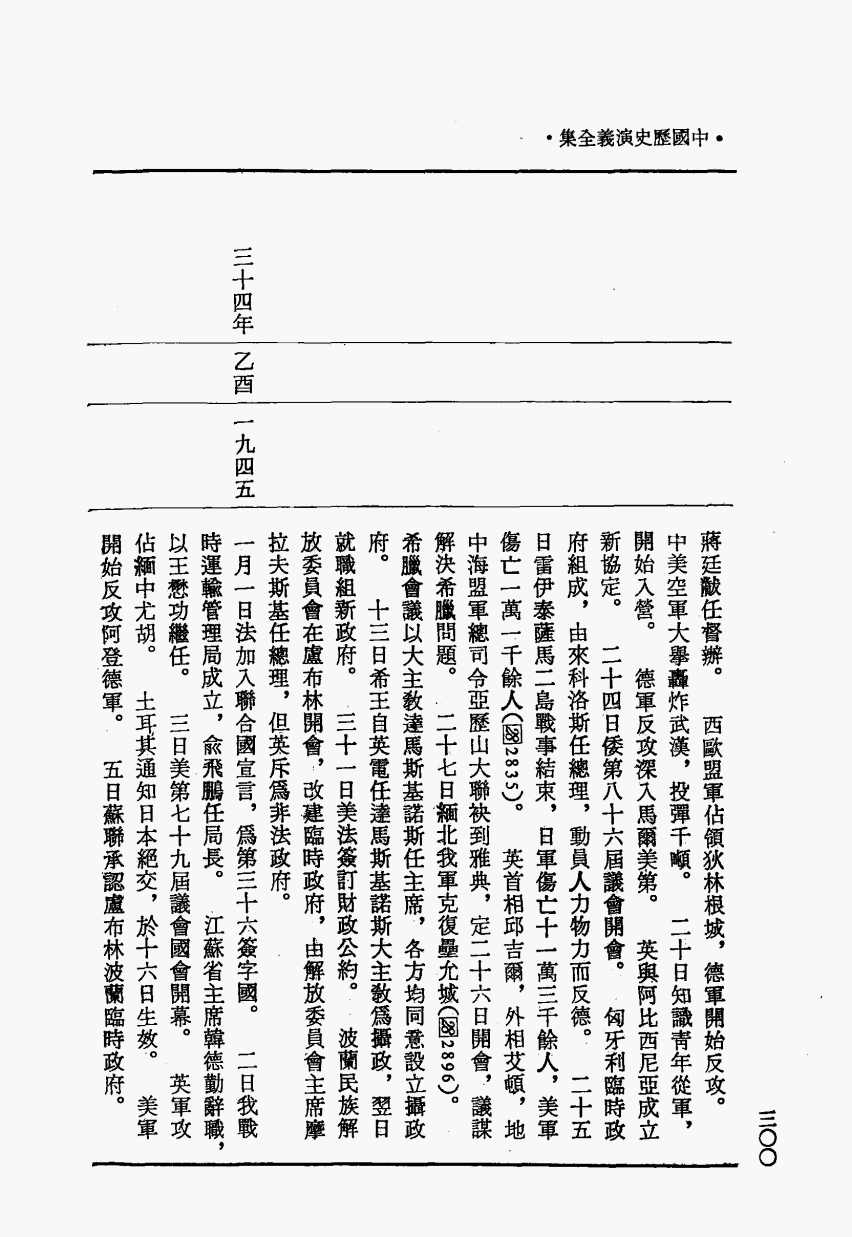 •中國歷史演義全集•
蔣廷黻任督辦。　西歐盟軍佔領狄林根城，德軍開始反攻。
中美空軍大舉轟炸武漢，投彈千噸。　二十日知識青年從軍，
開始入營。　德軍反攻深入馬爾美第。　英與阿比西尼亞成立
新協定。　二十四日倭第八十六屆議會開會。　匈牙利臨時政
府組成，由來科洛斯任總理，動員人力物力而反德。　二十五
日雷伊泰薩馬二島戰事結束，日軍傷亡十一萬三千餘人，美軍
傷亡一萬一千餘人(2835)。　英首相邱吉爾，外相艾頓，地
中海盟軍總司令亞歷山大聯袂到雅典，定二十六日開會，議謀
解決希臘問題。　二十七日緬北我軍克復壘允城(2896)。
希臘會議以大主教達馬斯基諾斯任主席，各方均同意設立攝政
府。　十三日希王自英電任達馬斯基諾斯大主教爲攝政，翌日
就職組新政府。　三十一日美法簽訂財政公約。　波蘭民族解
放委員會在盧布林開會，改建臨時政府，由解放委員會主席摩
拉夫斯基任總理，但英斥爲非法政府。
三十四年
乙酉
一九四五
一月一日法加入聯合國宣言，爲第三十六簽字國。　二日我戰
時運輸管理局成立，俞飛鵬任局長。　江蘇省主席韓德勤辭職，
以王懋功繼任。　三日美第七十九屆議會國會開幕。　英軍攻
佔緬中尤胡。　土耳其通知日本絕交，於十六日生效。　美軍
開始反攻阿登德軍。　五日蘇聯承認盧布林波蘭臨時政府。
三〇〇